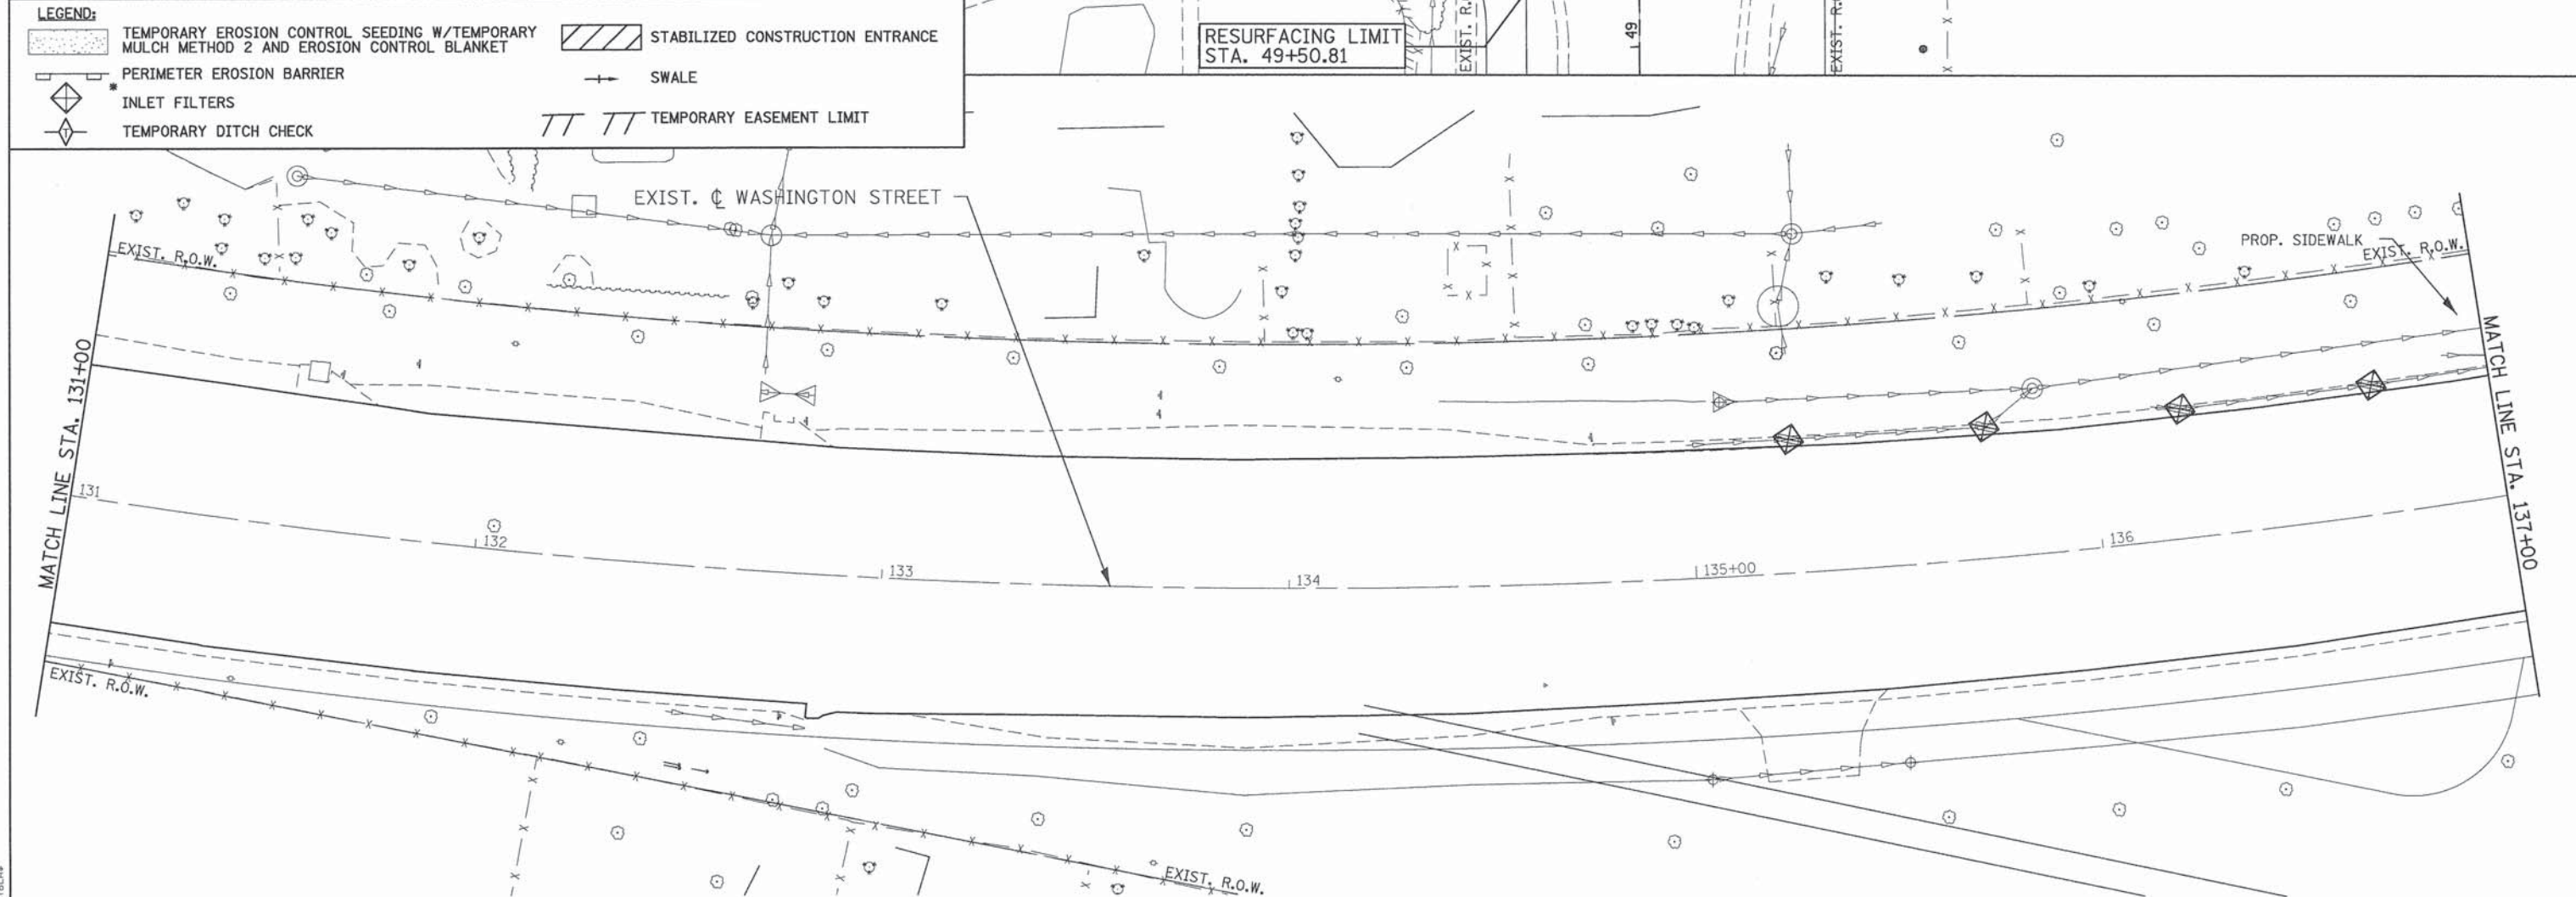 LEGEND:
TEMPORARY EROSION CONTROL SEEDING W/TEMPORARY
MULCH METHOD 2 AND EROSION CONTROL BLANKET
STABILIZED CONSTRUCTION ENTRANCE
PERIMETER EROSION BARRIER
SWALE
*
INLET FILTERS
TEMPORARY DITCH CHECK
TEMPORARY EASEMENT LIMIT
RESURFACING LIMIT
STA. 49+50.81
EXIST. R.
49
EXIST. R.
EXIST. ℄ WASHINGTON STREET
EXIST. R.O.W.
PROP. SIDEWALK
EXIST. R.O.W.
MATCH LINE STA. 131+00
MATCH LINE STA. 137+00
131
132
133
134
135+00
136
EXIST. R.O.W.
EXIST. R.O.W.